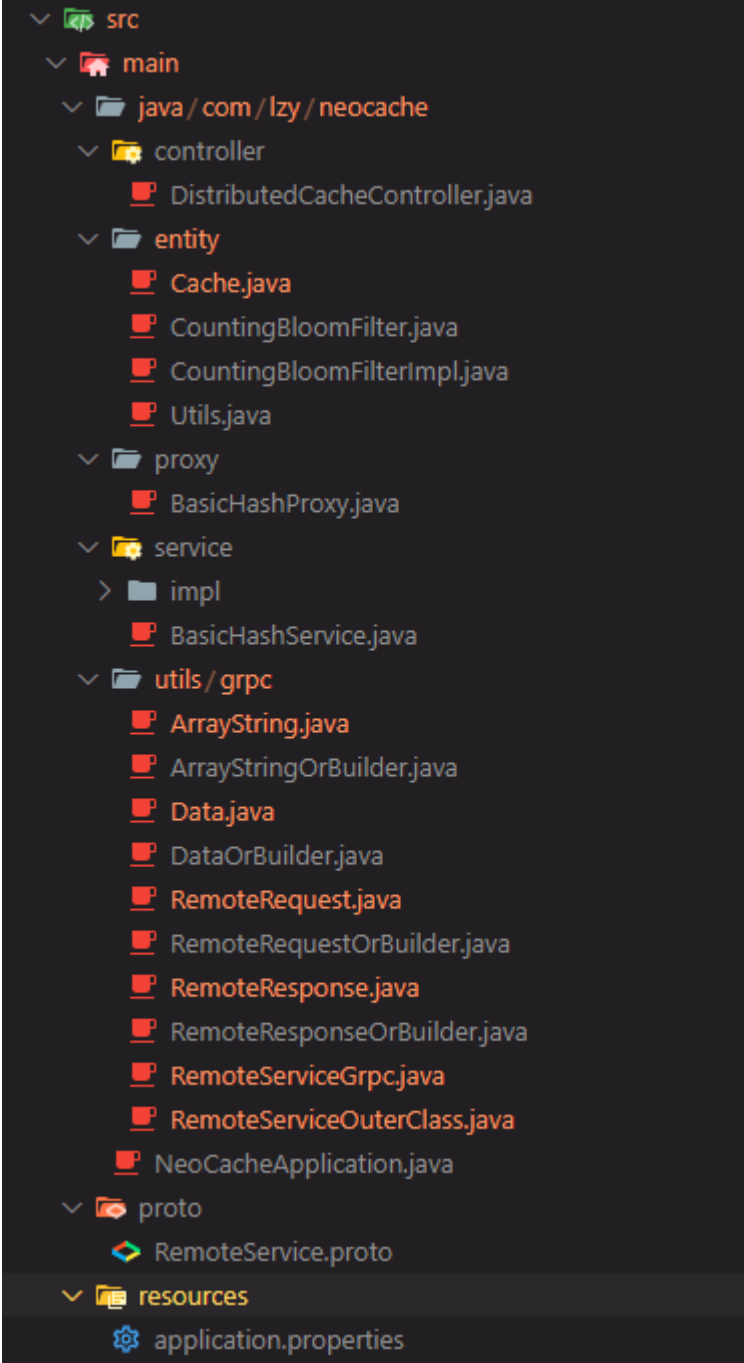 src
main
java/com/lzy/neocache
controller
DistributedCacheController.java
entity
Cache.java
CountingBloomFilter.java
CountingBloomFilterImpl.java
Utils.java
proxy
BasicHashProxy.java
service
impl
BasicHashService.java
utils/grpc
ArrayString.java
ArrayStringOrBuilder.java
Data.java
DataOrBuilder.java
RemoteRequest.java
RemoteRequestOrBuilder.java
RemoteResponse.java
RemoteResponseOrBuilder.java
RemoteServiceGrpc.java
RemoteServiceOuterClass.java
NeoCacheApplication.java
proto
RemoteService.proto
resources
application.properties